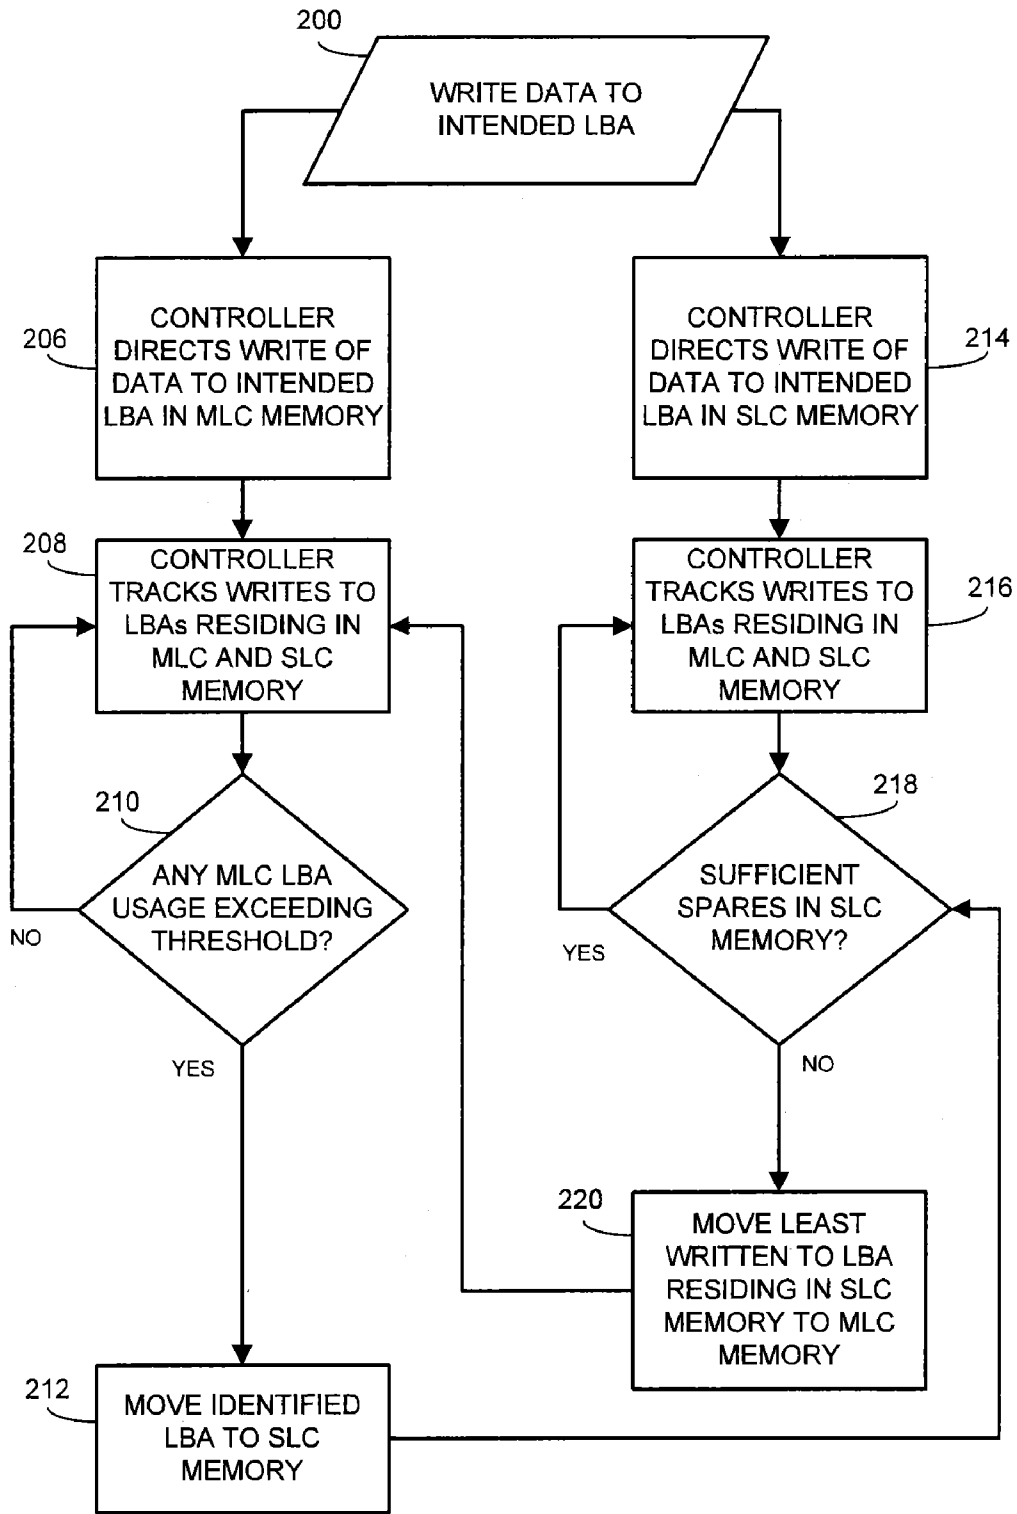 200
WRITE DATA TO
INTENDED LBA
206
CONTROLLER
DIRECTS WRITE OF
DATA TO INTENDED
LBA IN MLC MEMORY
214
CONTROLLER
DIRECTS WRITE OF
DATA TO INTENDED
LBA IN SLC MEMORY
208
CONTROLLER
TRACKS WRITES TO
LBAs RESIDING IN
MLC AND SLC
MEMORY
216
CONTROLLER
TRACKS WRITES TO
LBAs RESIDING IN
MLC AND SLC
MEMORY
210
ANY MLC LBA
USAGE EXCEEDING
THRESHOLD?
NO
YES
218
SUFFICIENT
SPARES IN SLC
MEMORY?
YES
NO
220
MOVE LEAST
WRITTEN TO LBA
RESIDING IN SLC
MEMORY TO MLC
MEMORY
212
MOVE IDENTIFIED
LBA TO SLC
MEMORY